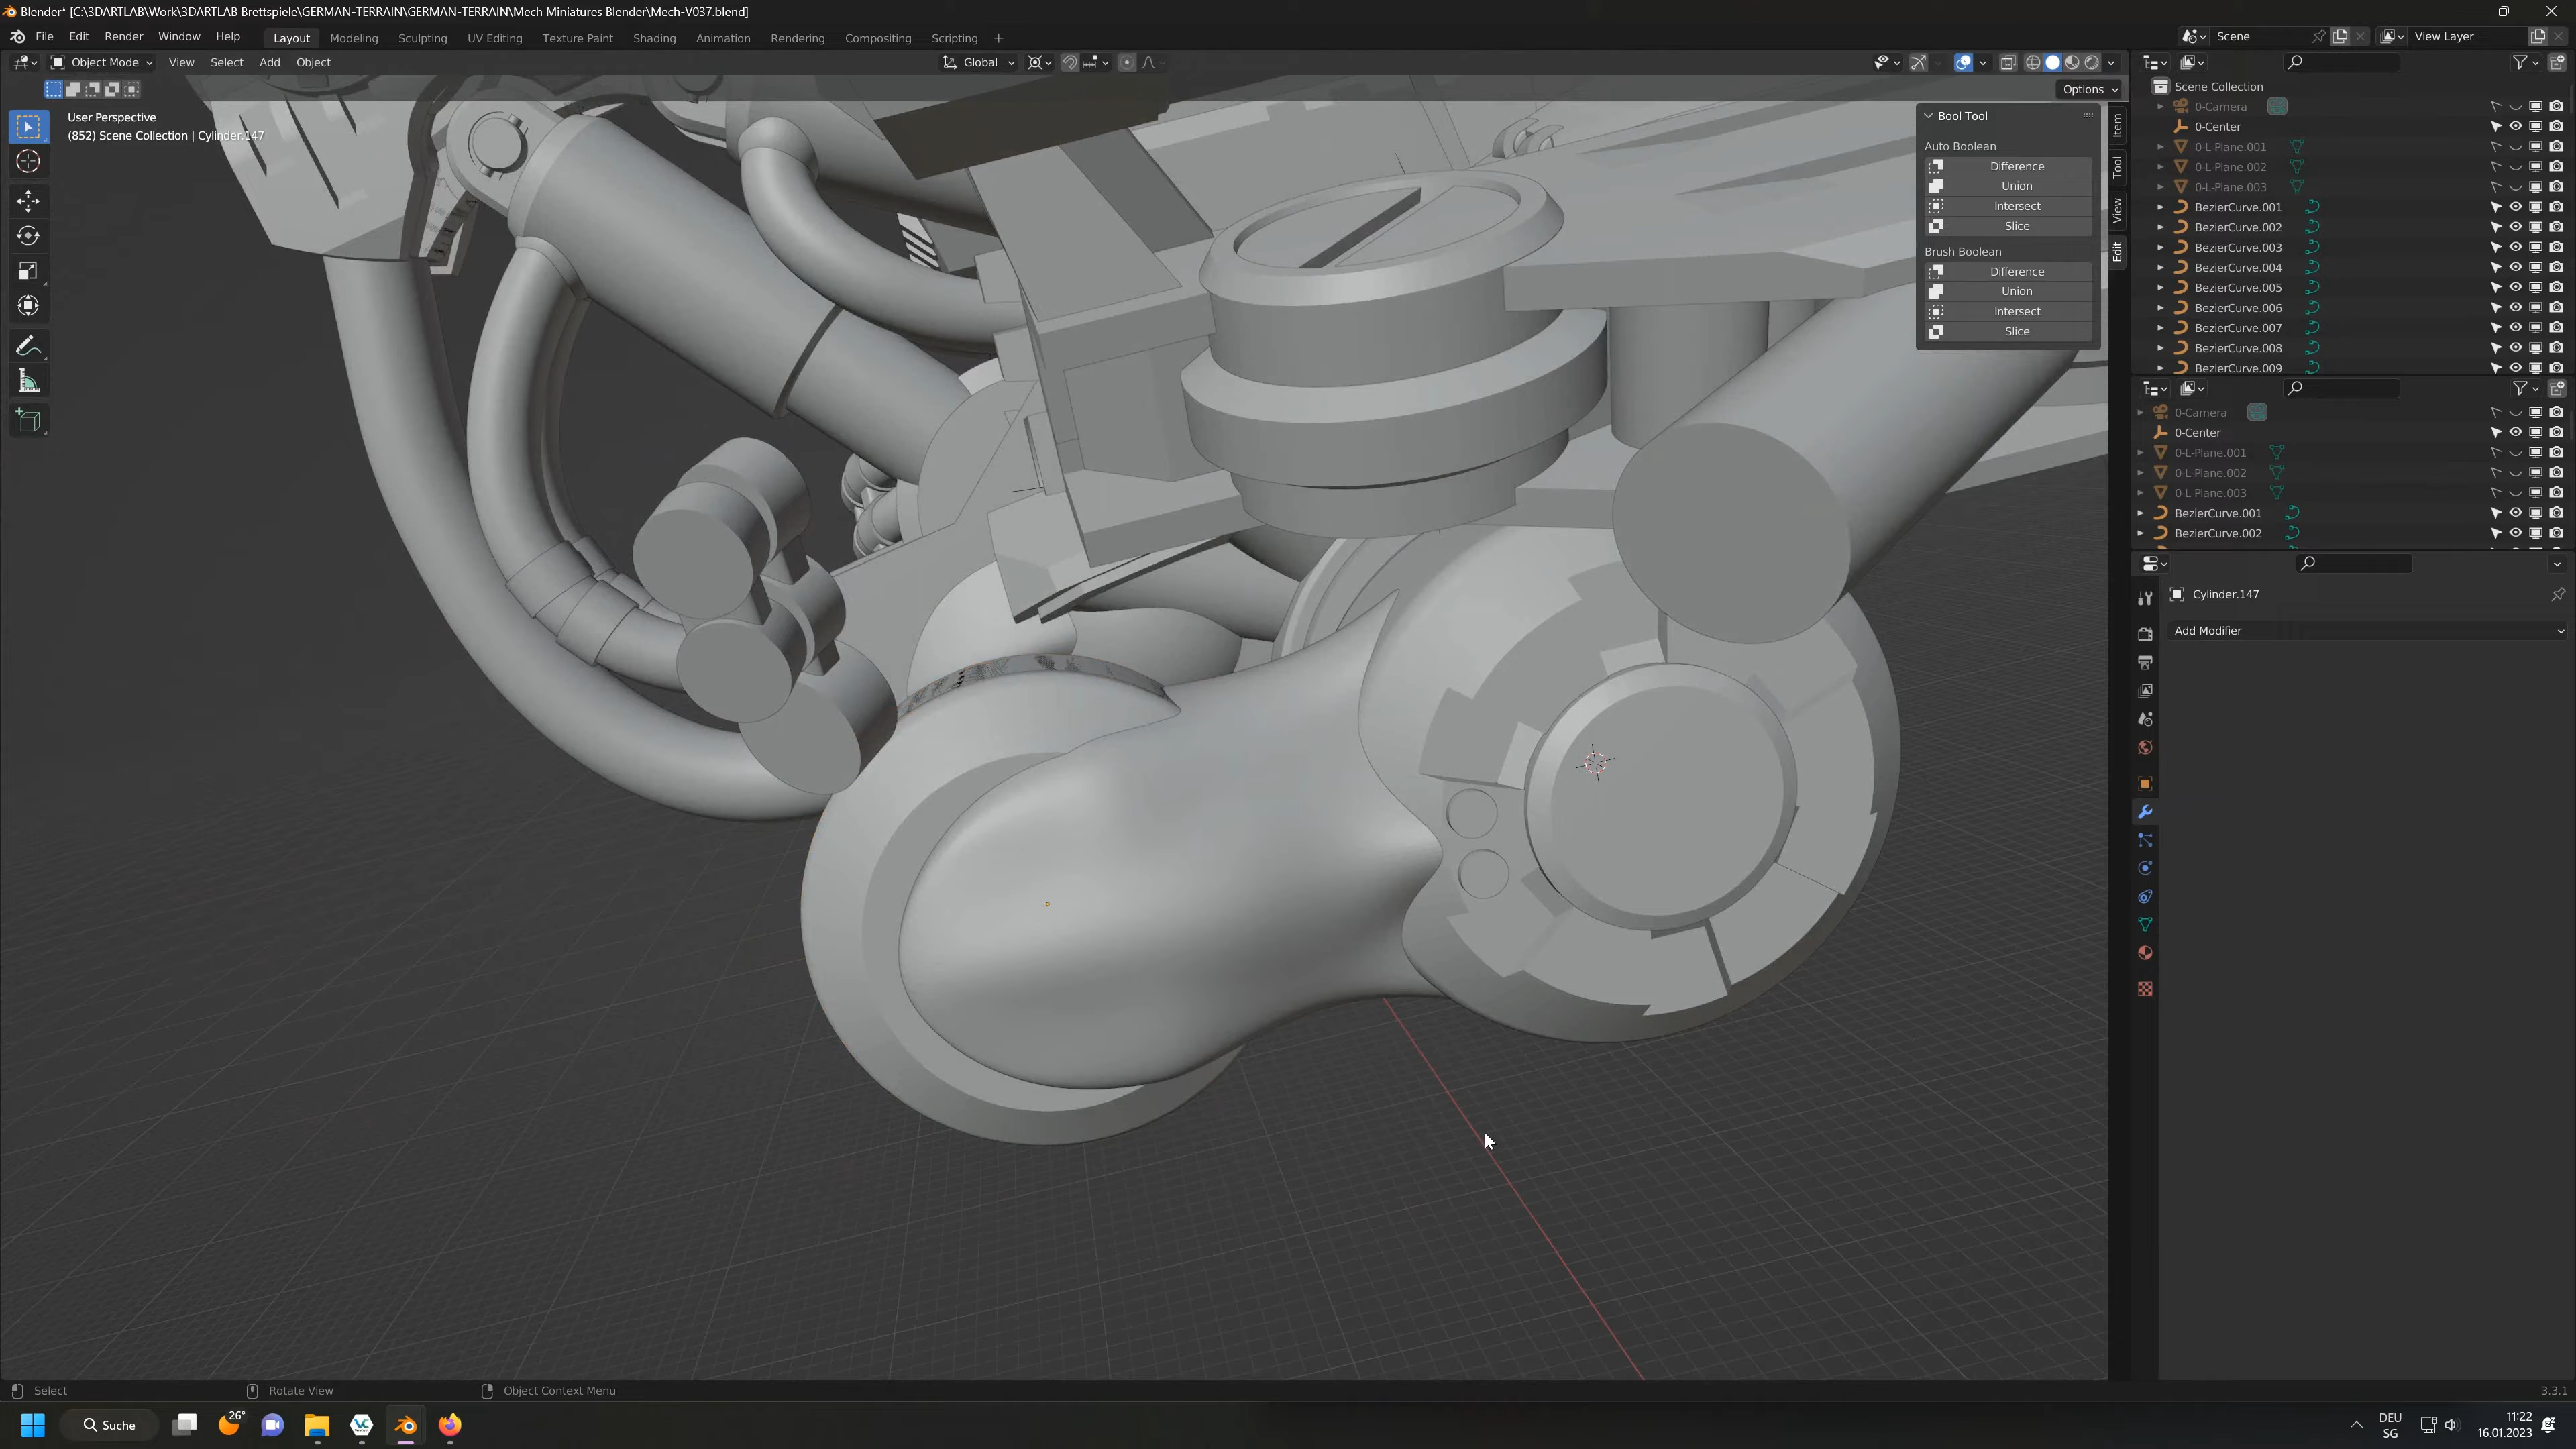 Blender* [C:\3DARTLAB\Work\3DARTLAB Brettspiele\GERMAN-TERRAIN\GERMAN-TERRAIN\Mech Miniatures Blender\Mech-V037.blend]
File Edit Render Window Help Layout Modeling Sculpting UV Editing Texture Paint Shading Animation Rendering Compositing Scripting + Scene View Layer
Object Mode View Select Add Object Global
Options
User Perspective
(852) Scene Collection | Cylinder.147
Bool Tool
Auto Boolean
Difference
Union
Intersect
Slice
Brush Boolean
Difference
Union
Intersect
Slice
Item
Tool
View
Edit
Scene Collection
0-Camera
0-Center
0-L-Plane.001
0-L-Plane.002
0-L-Plane.003
BezierCurve.001
BezierCurve.002
BezierCurve.003
BezierCurve.004
BezierCurve.005
BezierCurve.006
BezierCurve.007
BezierCurve.008
BezierCurve.009
0-Camera
0-Center
0-L-Plane.001
0-L-Plane.002
0-L-Plane.003
BezierCurve.001
BezierCurve.002
Cylinder.147
Add Modifier
Select Rotate View Object Context Menu 3.3.1
Suche 26° VC DEU 11:22
SG 16.01.2023